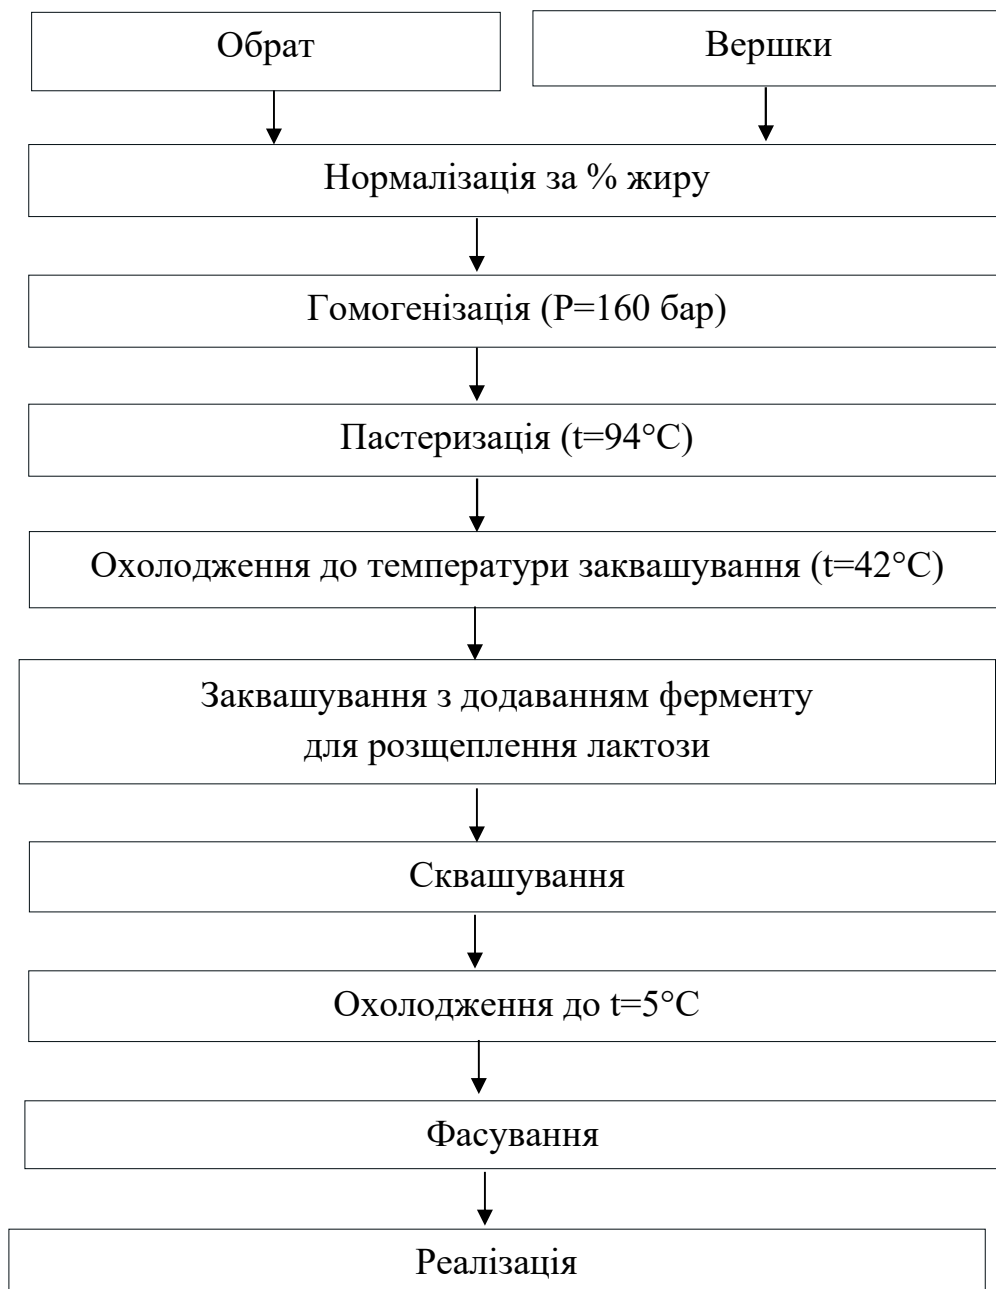 Обрат
Вершки
Нормалізація за % жиру
Гомогенізація (Р=160 бар)
Пастеризація (t=94°С)
Охолодження до температури заквашування (t=42°С)
Заквашування з додаванням ферменту
для розщеплення лактози
Сквашування
Охолодження до t=5°С
Фасування
Реалізація